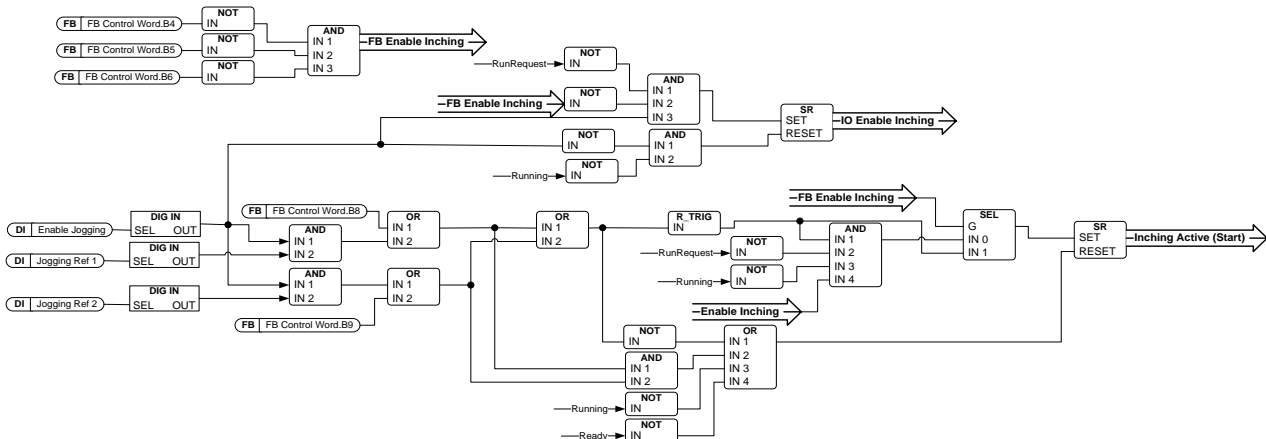 NOT
FB FB Control Word.B4 IN
AND
NOT IN 1 FB Enable Inching
FB FB Control Word.B5 IN IN 2
NOT IN 3
FB FB Control Word.B6 IN
NOT
RunRequest IN
AND
NOT IN 1
FB Enable Inching IN IN 2
IN 3
SR
SET IO Enable Inching
RESET
NOT AND
IN IN 1
NOT IN 2
Running IN
FB Enable Inching
FB FB Control Word.B8
DIG IN
DI Enable Jogging SEL OUT
AND
IN 1
IN 2
OR
IN 1
IN 2
OR
IN 1
IN 2
R_TRIG
IN
SEL
G
IN 0
IN 1
SR
SET Inching Active (Start)
RESET
DIG IN
DI Jogging Ref 1 SEL OUT
NOT
RunRequest IN
NOT
Running IN
AND
IN 1
IN 2
IN 3
IN 4
AND
IN 1
IN 2
OR
IN 1
IN 2
DIG IN
DI Jogging Ref 2 SEL OUT
Enable Inching
FB FB Control Word.B9
NOT
IN
OR
IN 1
IN 2
IN 3
IN 4
AND
IN 1
IN 2
NOT
Running IN
NOT
Ready IN